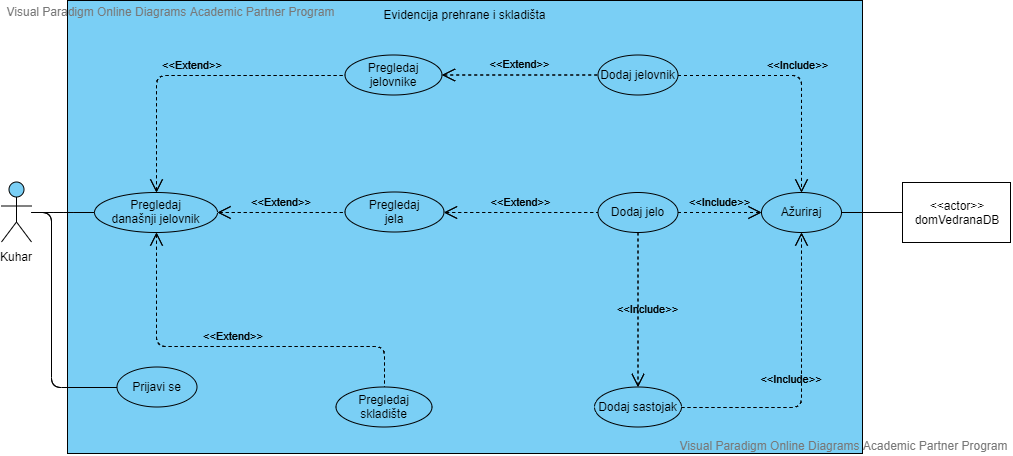 Visual Paradigm Online Diagrams Academic Partner Program
Evidencija prehrane i skladišta
<<Extend>>
Pregledaj
jelovnike
<<Extend>>
Dodaj jelovnik
<<Include>>
Kuhar
Pregledaj
današnji jelovnik
<<Extend>>
Pregledaj
jela
<<Extend>>
Dodaj jelo
<<Include>>
Ažuriraj
<<actor>>
domVedranaDB
<<Extend>>
<<Include>>
Prijavi se
Pregledaj
skladište
Dodaj sastojak
<<Include>>
Visual Paradigm Online Diagrams Academic Partner Program